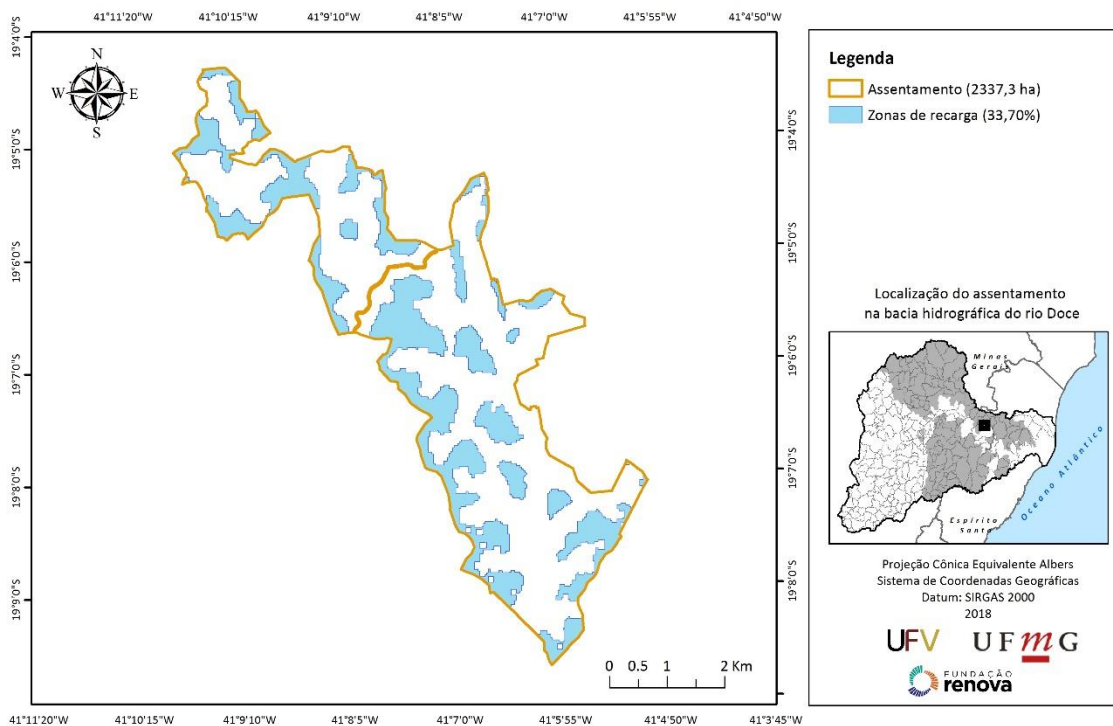 41°11'20"W 41°10'15"W 41°9'10"W 41°8'5"W 41°7'0"W 41°5'55"W 41°4'50"W
19°4'0"S
19°5'0"S
19°6'0"S
19°7'0"S
19°8'0"S
19°9'0"S
N
W E
S
19°4'0"S
19°5'0"S
19°6'0"S
19°7'0"S
19°8'0"S
0 0.5 1 2 Km
41°11'20"W 41°10'15"W 41°9'10"W 41°8'5"W 41°7'0"W 41°5'55"W 41°4'50"W 41°3'45"W
Legenda
Assentamento (2337,3 ha)
Zonas de recarga (33,70%)
Localização do assentamento
na bacia hidrográfica do rio Doce
Minas
Gerais
Espírito
Santo
Oceano Atlântico
Projeção Cônica Equivalente Albers
Sistema de Coordenadas Geográficas
Datum: SIRGAS 2000
2018
UFV UFmG
FUNDAÇÃO
renova